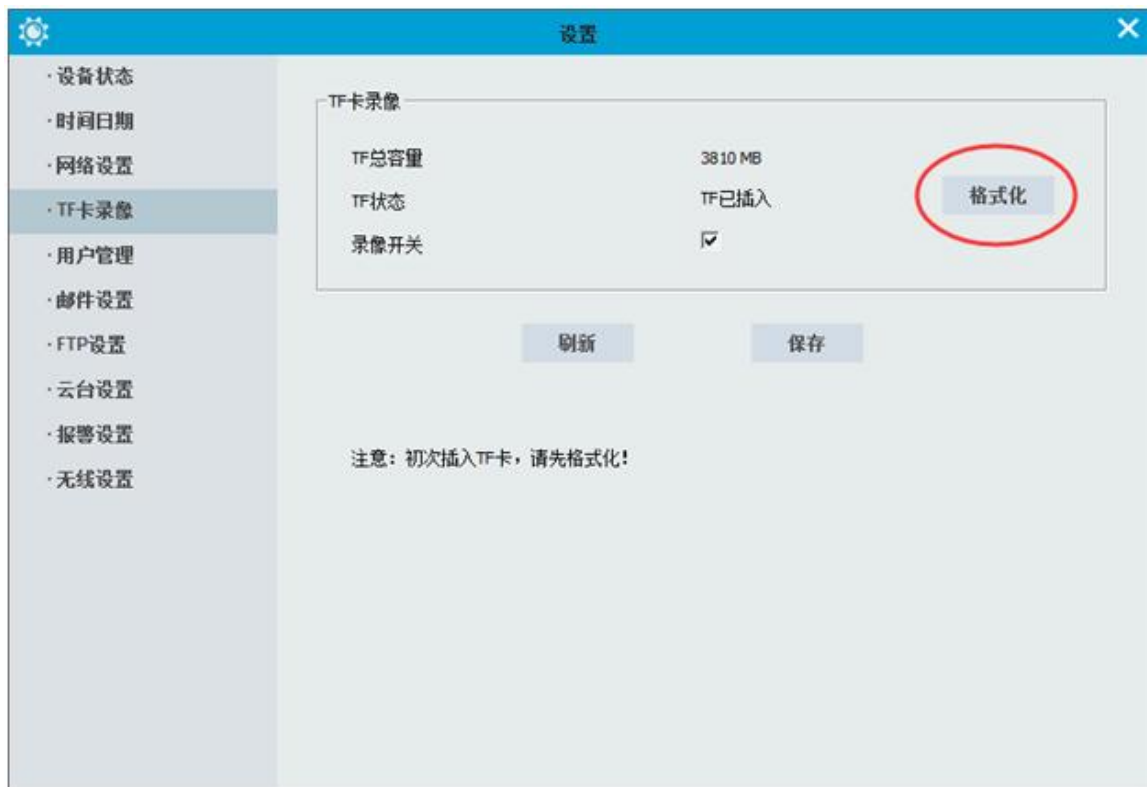 设置
·设备状态
·时间日期
·网络设置
·TF卡录像
·用户管理
·邮件设置
·FTP设置
·云台设置
·报警设置
·无线设置
TF卡录像
TF总容量 3810 MB
TF状态 TF已插入
录像开关
格式化
刷新 保存
注意：初次插入TF卡，请先格式化!